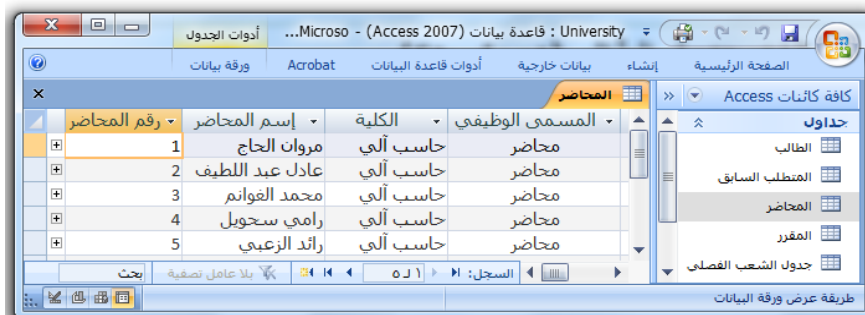 University : قاعدة بيانات (Access 2007) - Microso...
أدوات الجدول
الصفحة الرئيسية إنشاء بيانات خارجية أدوات قاعدة البيانات Acrobat ورقة بيانات
كافة كائنات Access
جداول
الطالب
المتطلب السابق
المحاضر
المقرر
جدول الشعب الفصلي
المحاضر
رقم المحاضر إسم المحاضر الكلية المسمى الوظيفي
1 مروان الحاج حاسب آلي محاضر
2 عادل عبد اللطيف حاسب آلي محاضر
3 محمد الغوانم حاسب آلي محاضر
4 رامي سحويل حاسب آلي محاضر
5 رائد الزعبي حاسب آلي محاضر
السجل: 1 لـ 5 بلا عامل تصفية بحث
طريقة عرض ورقة البيانات